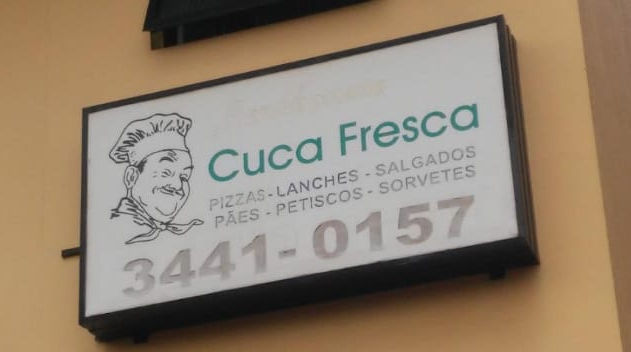 Cuca Fresca
PIZZAS - LANCHES - SALGADOS
PÃES - PETISCOS - SORVETES
3441-0157